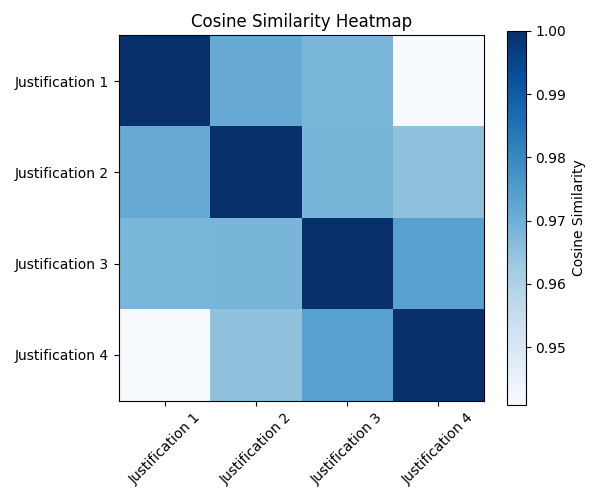 Cosine Similarity Heatmap
Justification 1
Justification 2
Justification 3
Justification 4
Justification 1
Justification 2
Justification 3
Justification 4
1.00
0.99
0.98
0.97
0.96
0.95
Cosine Similarity